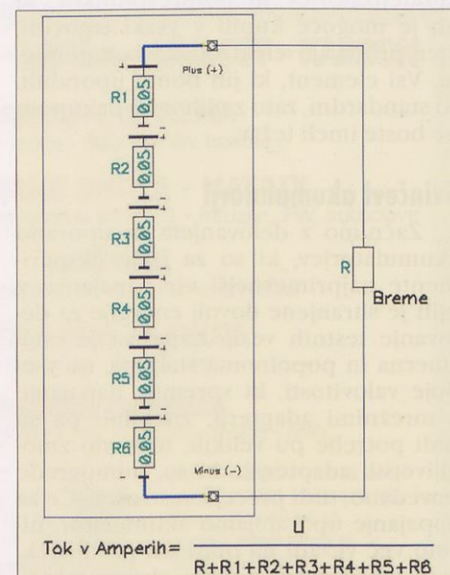 Plus (+)
R1
0,05
R2
0,05
R3
0,05
R
Breme
R4
0,05
R5
0,05
R6
0,05
Minus (-)
Tok v Amperih=
U
R+R1+R2+R3+R4+R5+R6